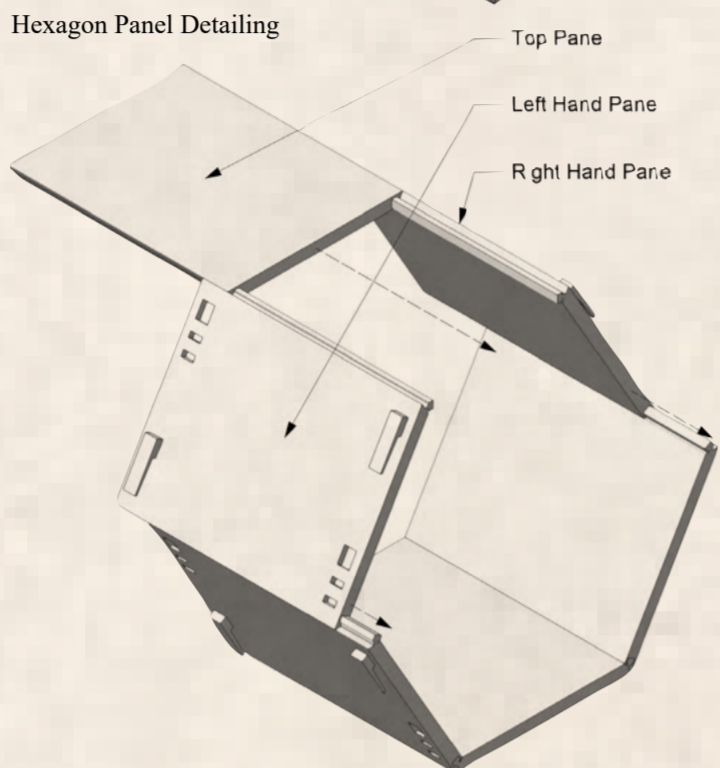 Hexagon Panel Detailing
Top Pane
Left Hand Pane
R ght Hand Pane